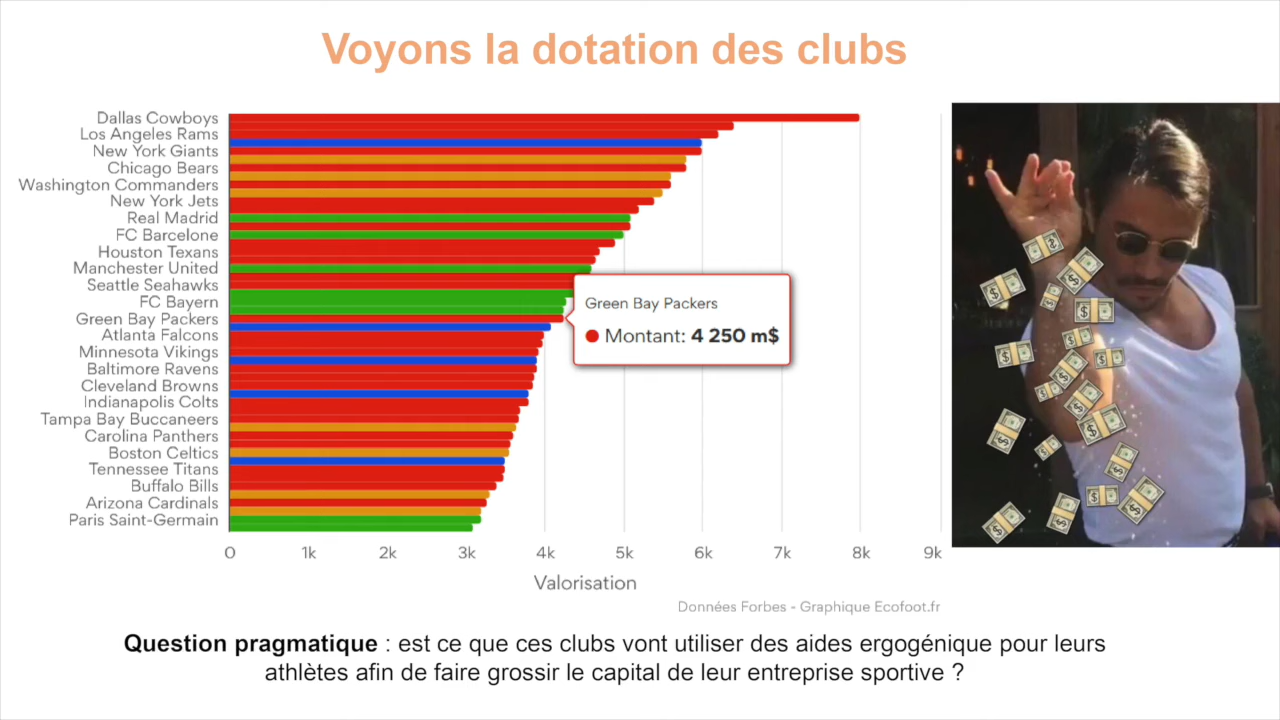 Voyons la dotation des clubs
Dallas Cowboys
Los Angeles Rams
New York Giants
Chicago Bears
Washington Commanders
New York Jets
Real Madrid
FC Barcelone
Houston Texans
Manchester United
Seattle Seahawks
FC Bayern
Green Bay Packers
Atlanta Falcons
Minnesota Vikings
Baltimore Ravens
Cleveland Browns
Indianapolis Colts
Tampa Bay Buccaneers
Carolina Panthers
Boston Celtics
Tennessee Titans
Buffalo Bills
Arizona Cardinals
Paris Saint-Germain
Green Bay Packers
Montant: 4 250 m$
0 1k 2k 3k 4k 5k 6k 7k 8k 9k
Valorisation
Données Forbes - Graphique Ecofoot.fr
Question pragmatique : est ce que ces clubs vont utiliser des aides ergogénique pour leurs
athlètes afin de faire grossir le capital de leur entreprise sportive ?